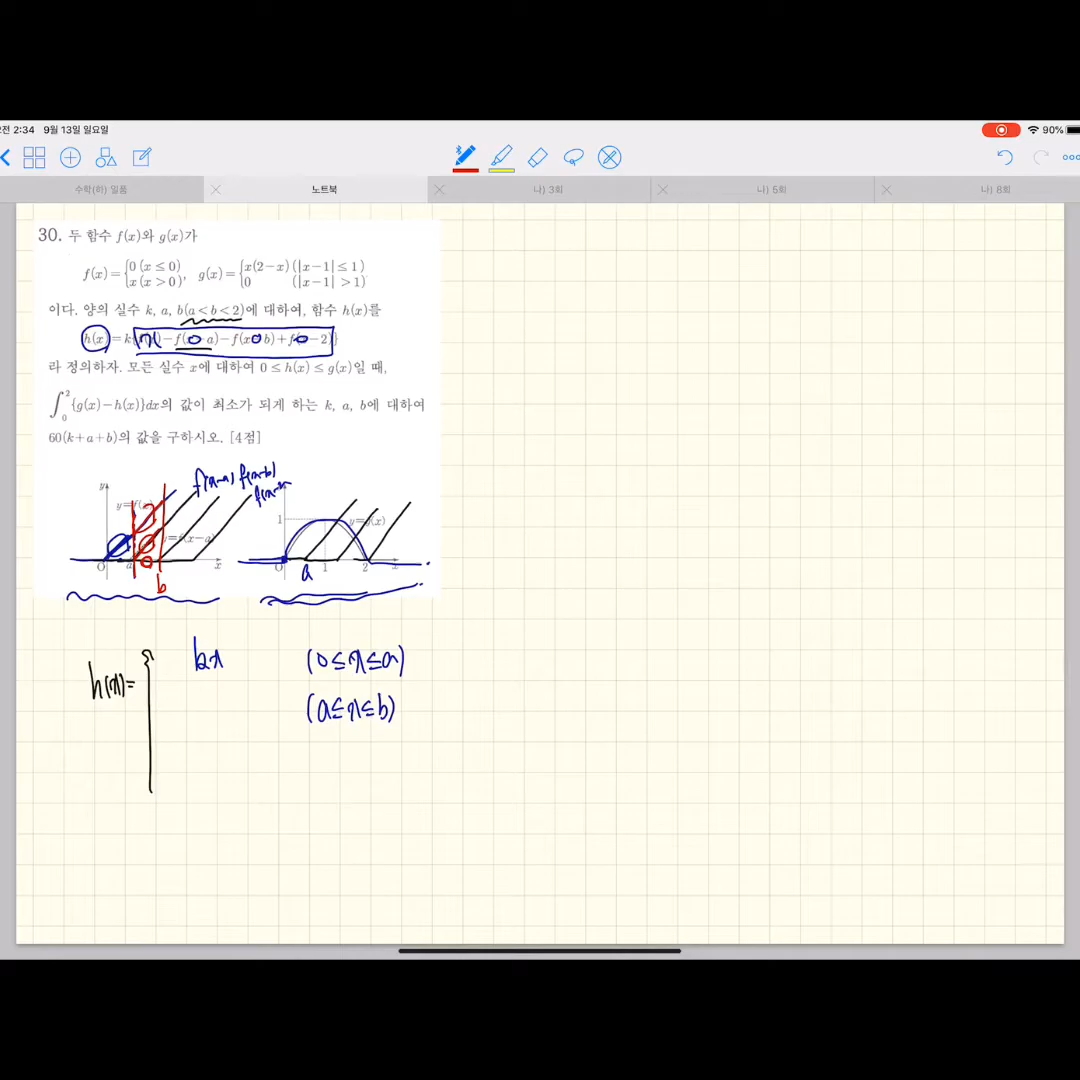 오전 2:34 9월 13일 일요일 90%
수학(하) 일품 노트북 나) 3회 나) 5회 나) 8회
30. 두 함수 f(x)와 g(x)가
f(x)={0 (x≤0) x (x>0), g(x)={x(2−x) (|x−1|≤1) 0 (|x−1|>1)
이다. 양의 실수 k, a, b(a<b<2)에 대하여, 함수 h(x)를
h(x)=k{f(x)−f(x−a)−f(x−b)+f(x−2)}
라 정의하자. 모든 실수 x에 대하여 0≤h(x)≤g(x)일 때,
∫₀²{g(x)−h(x)}dx의 값이 최소가 되게 하는 k, a, b에 대하여
60(k+a+b)의 값을 구하시오. [4점]
f(x-a) f(x-b)
y y=f(x)
1 y=g(x)
y=f(x−a)
O a x O 1 2 x
b a
kx (0≤x≤a)
h(x)={
(a≤x≤b)